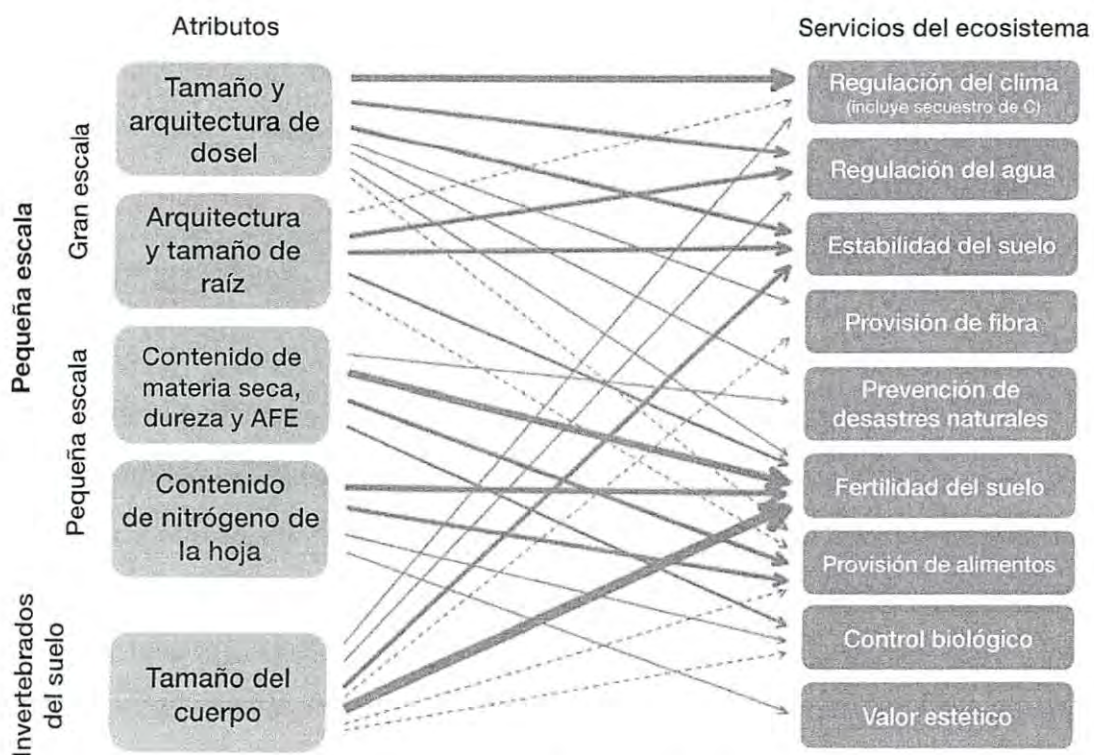 Atributos
Servicios del ecosistema
Pequeña escala
Gran escala
Tamaño y
arquitectura de
dosel
Arquitectura
y tamaño de
raíz
Pequeña escala
Contenido de
materia seca,
dureza y AFE
Contenido
de nitrógeno de
la hoja
Invertebrados
del suelo
Tamaño del
cuerpo
Regulación del clima
(incluye secuestro de C)
Regulación del agua
Estabilidad del suelo
Provisión de fibra
Prevención de
desastres naturales
Fertilidad del suelo
Provisión de alimentos
Control biológico
Valor estético